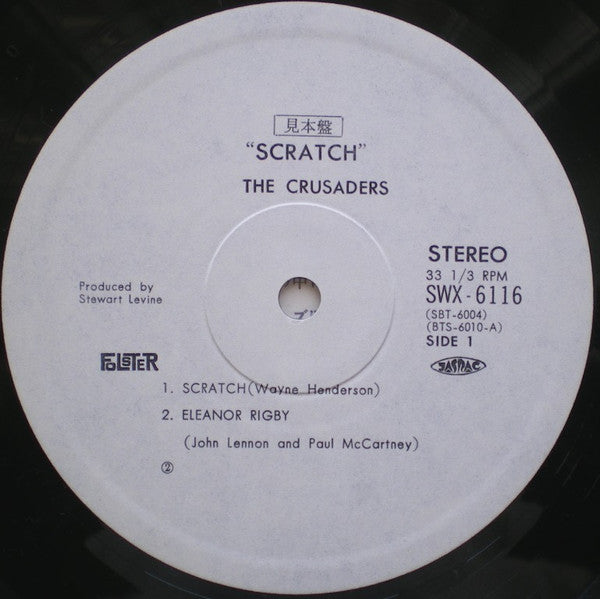 見本盤
"SCRATCH"
THE CRUSADERS
Produced by
Stewart Levine
STEREO
33 1/3 RPM
SWX-6116
(SBT-6004)
(BTS-6010-A)
SIDE 1
FOLSTER
JASRAC
1. SCRATCH (Wayne Henderson)
2. ELEANOR RIGBY
(John Lennon and Paul McCartney)
②